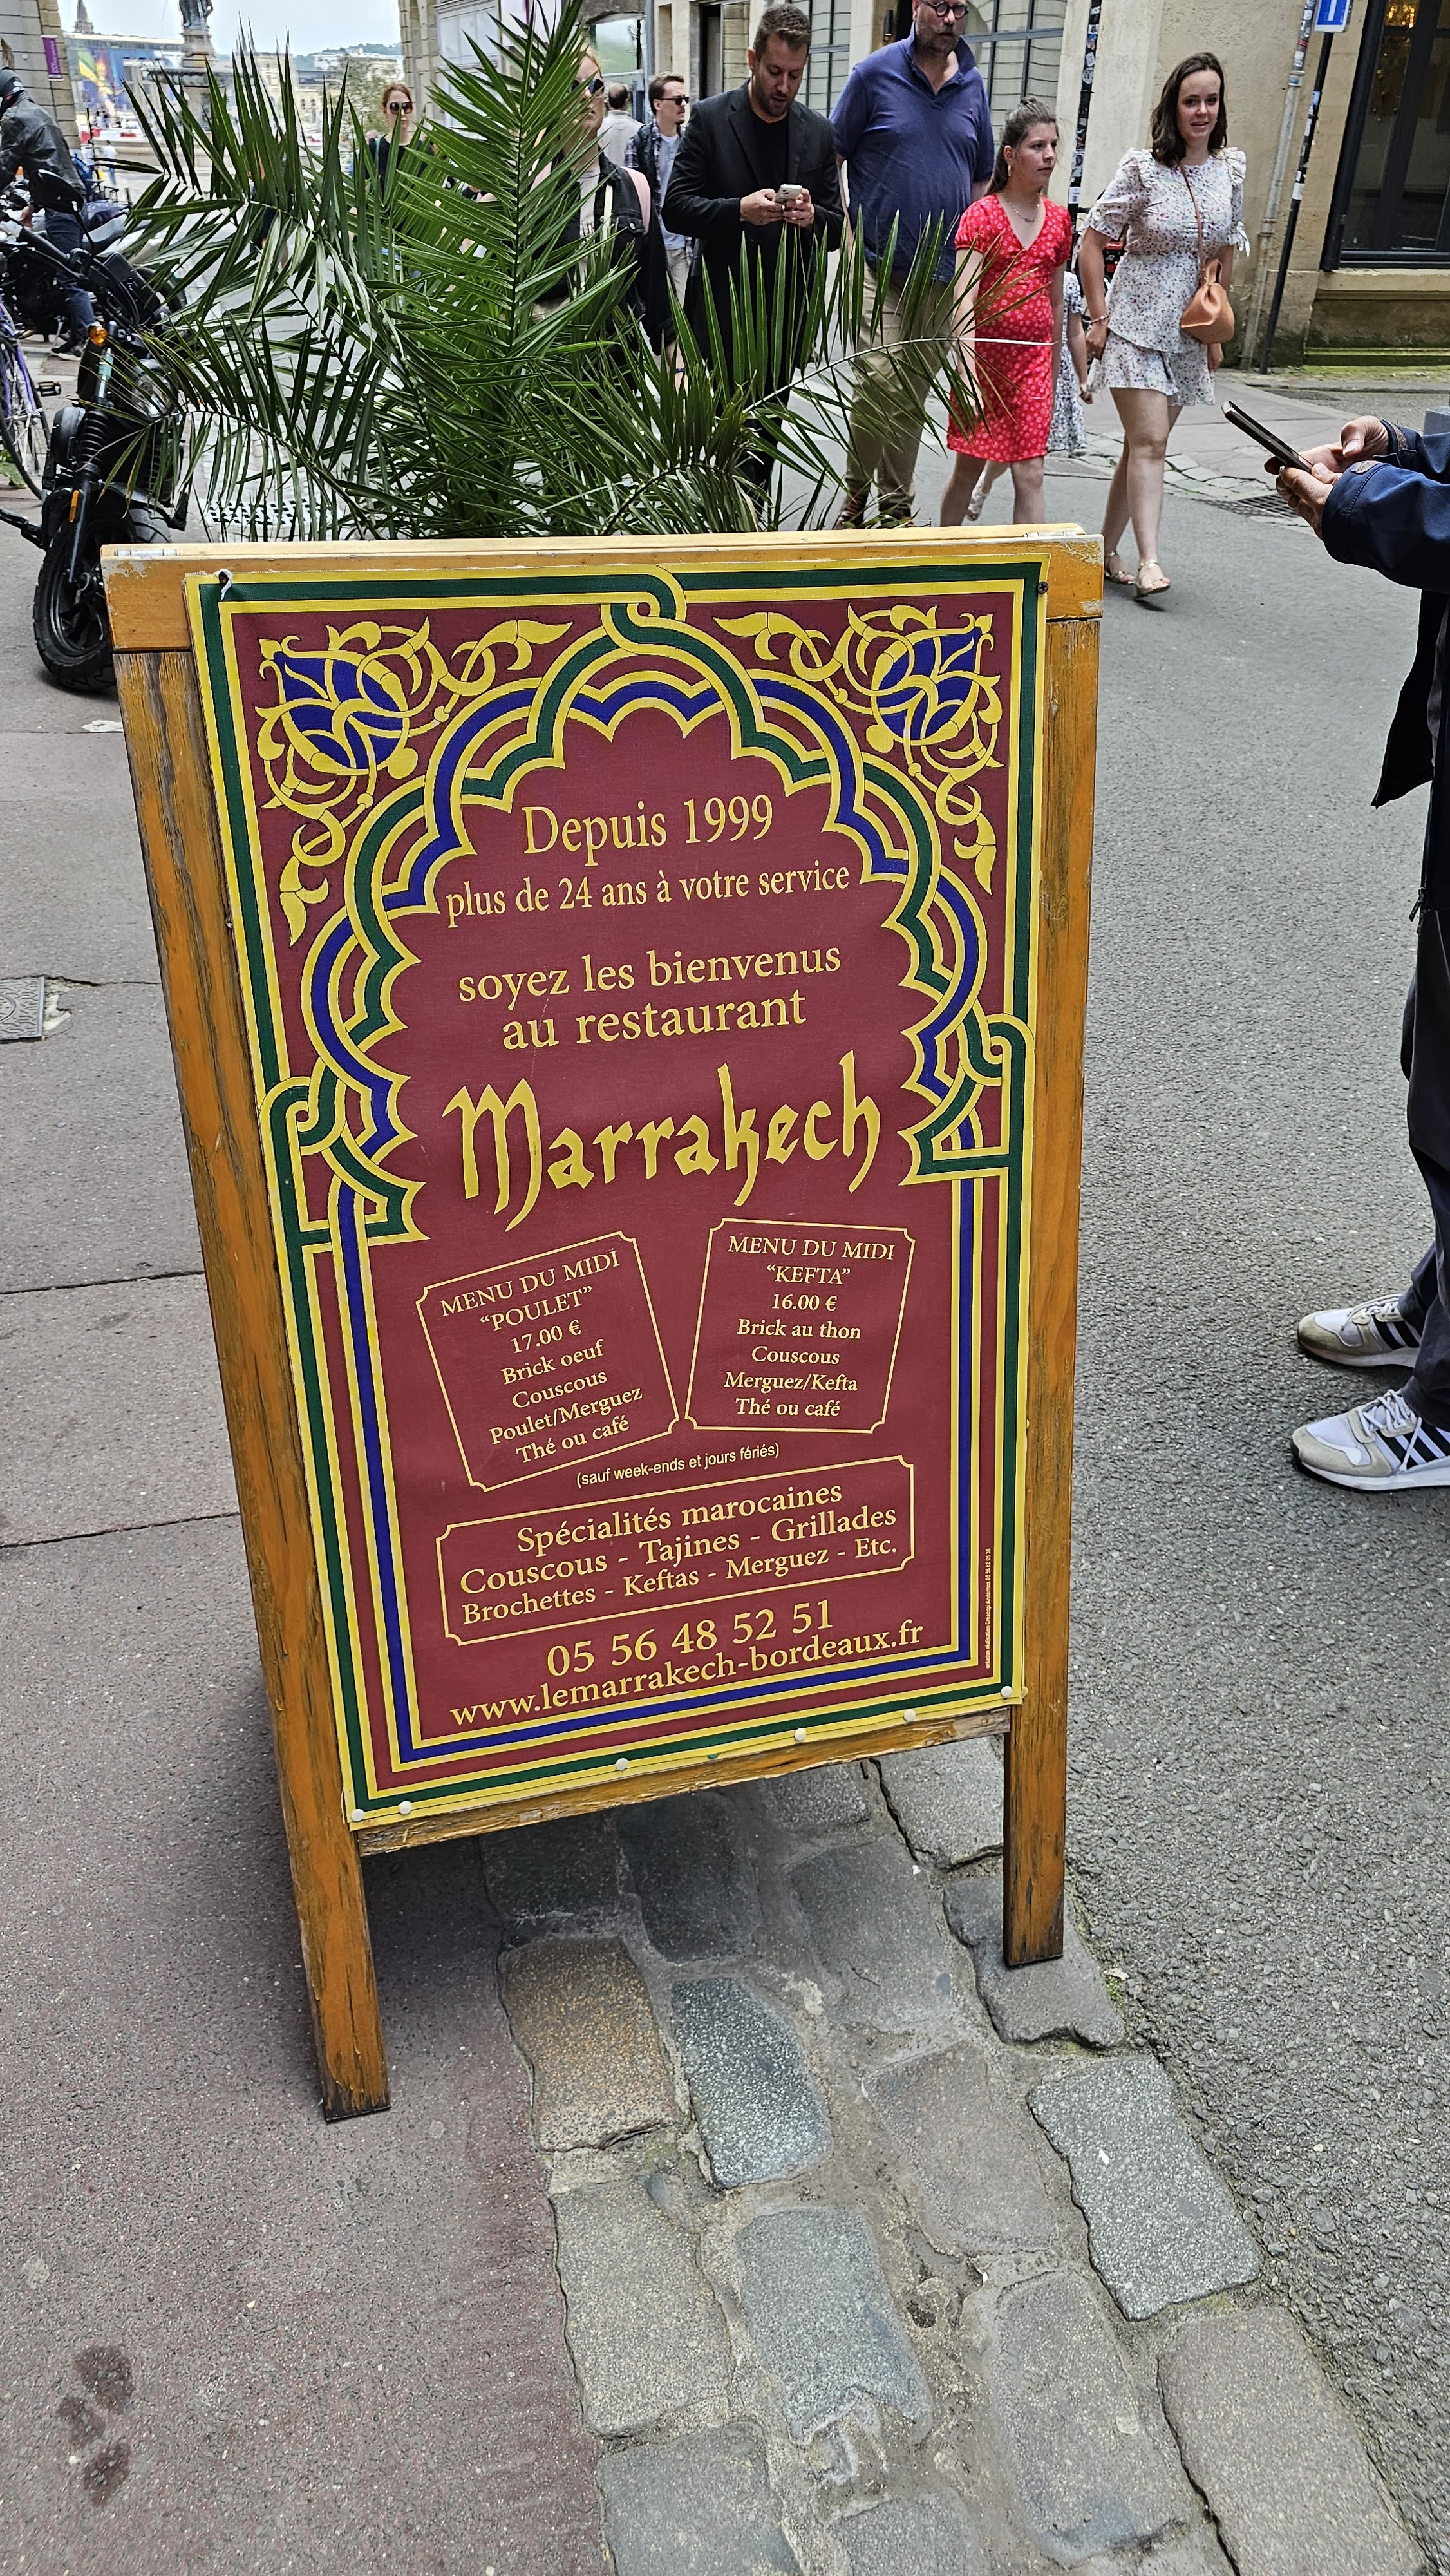 Depuis 1999
plus de 24 ans à votre service
soyez les bienvenus
au restaurant
Marrakech
MENU DU MIDI
“POULET”
17.00 €
Brick oeuf
Couscous
Poulet/Merguez
Thé ou café
MENU DU MIDI
“KEFTA”
16.00 €
Brick au thon
Couscous
Merguez/Kefta
Thé ou café
(sauf week-ends et jours fériés)
Spécialités marocaines
Couscous - Tajines - Grillades
Brochettes - Keftas - Merguez - Etc.
05 56 48 52 51
www.lemarrakech-bordeaux.fr